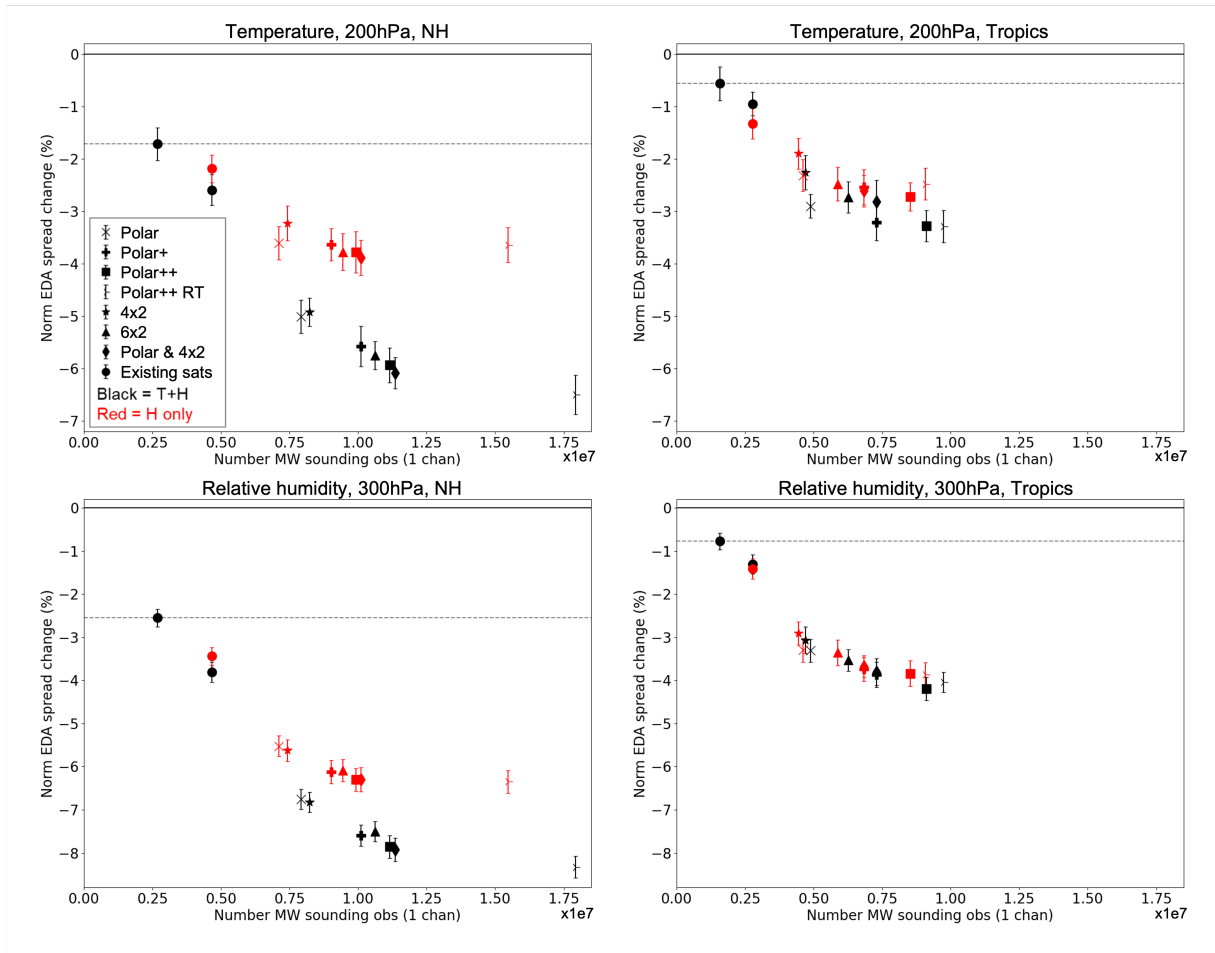 Temperature, 200hPa, NH
0
−1
−2
−3
−4
−5
−6
−7
Norm EDA spread change (%)
Polar
Polar+
Polar++
Polar++ RT
4x2
6x2
Polar & 4x2
Existing sats
Black = T+H
Red = H only
0.00 0.25 0.50 0.75 1.00 1.25 1.50 1.75
Number MW sounding obs (1 chan)
x1e7
Temperature, 200hPa, Tropics
0
−1
−2
−3
−4
−5
−6
−7
Norm EDA spread change (%)
0.00 0.25 0.50 0.75 1.00 1.25 1.50 1.75
Number MW sounding obs (1 chan)
x1e7
Relative humidity, 300hPa, NH
0
−1
−2
−3
−4
−5
−6
−7
−8
Norm EDA spread change (%)
0.00 0.25 0.50 0.75 1.00 1.25 1.50 1.75
Number MW sounding obs (1 chan)
x1e7
Relative humidity, 300hPa, Tropics
0
−1
−2
−3
−4
−5
−6
−7
−8
Norm EDA spread change (%)
0.00 0.25 0.50 0.75 1.00 1.25 1.50 1.75
Number MW sounding obs (1 chan)
x1e7